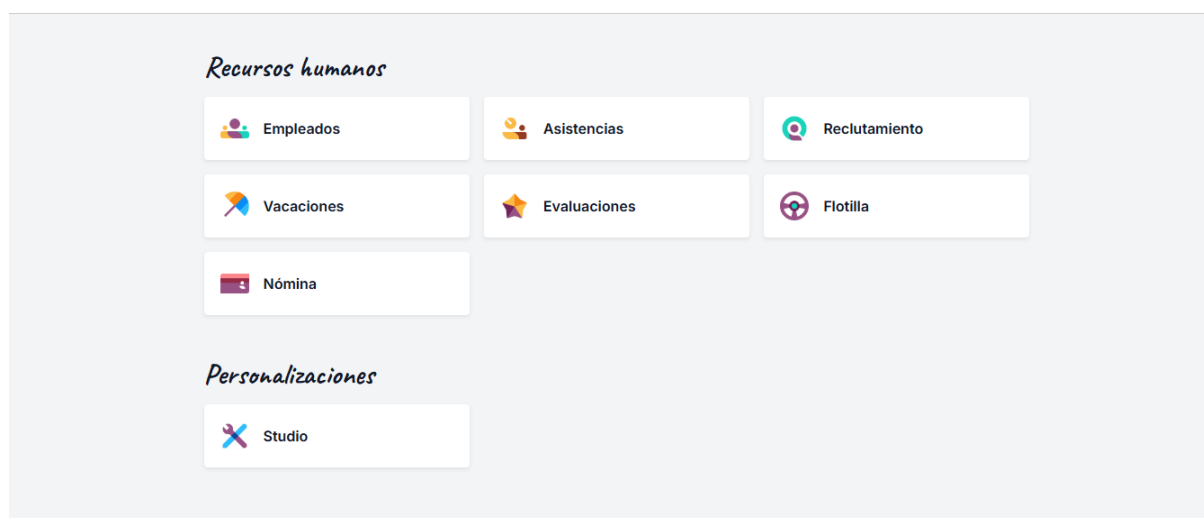 Recursos humanos
Empleados
Asistencias
Reclutamiento
Vacaciones
Evaluaciones
Flotilla
Nómina
Personalizaciones
Studio